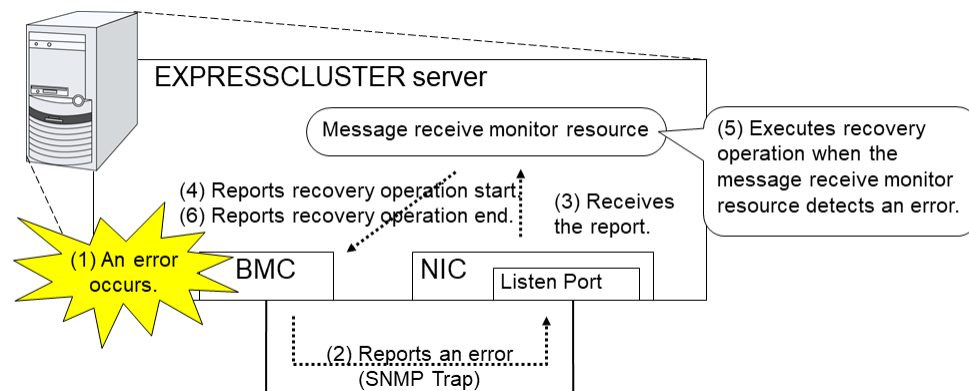 EXPRESSCLUSTER server
Message receive monitor resource
(5) Executes recovery
operation when the
message receive monitor
resource detects an error.
(4) Reports recovery operation start
(6) Reports recovery operation end.
(3) Receives
the report.
(1) An error
occurs.
BMC
NIC
Listen Port
(2) Reports an error
(SNMP Trap)